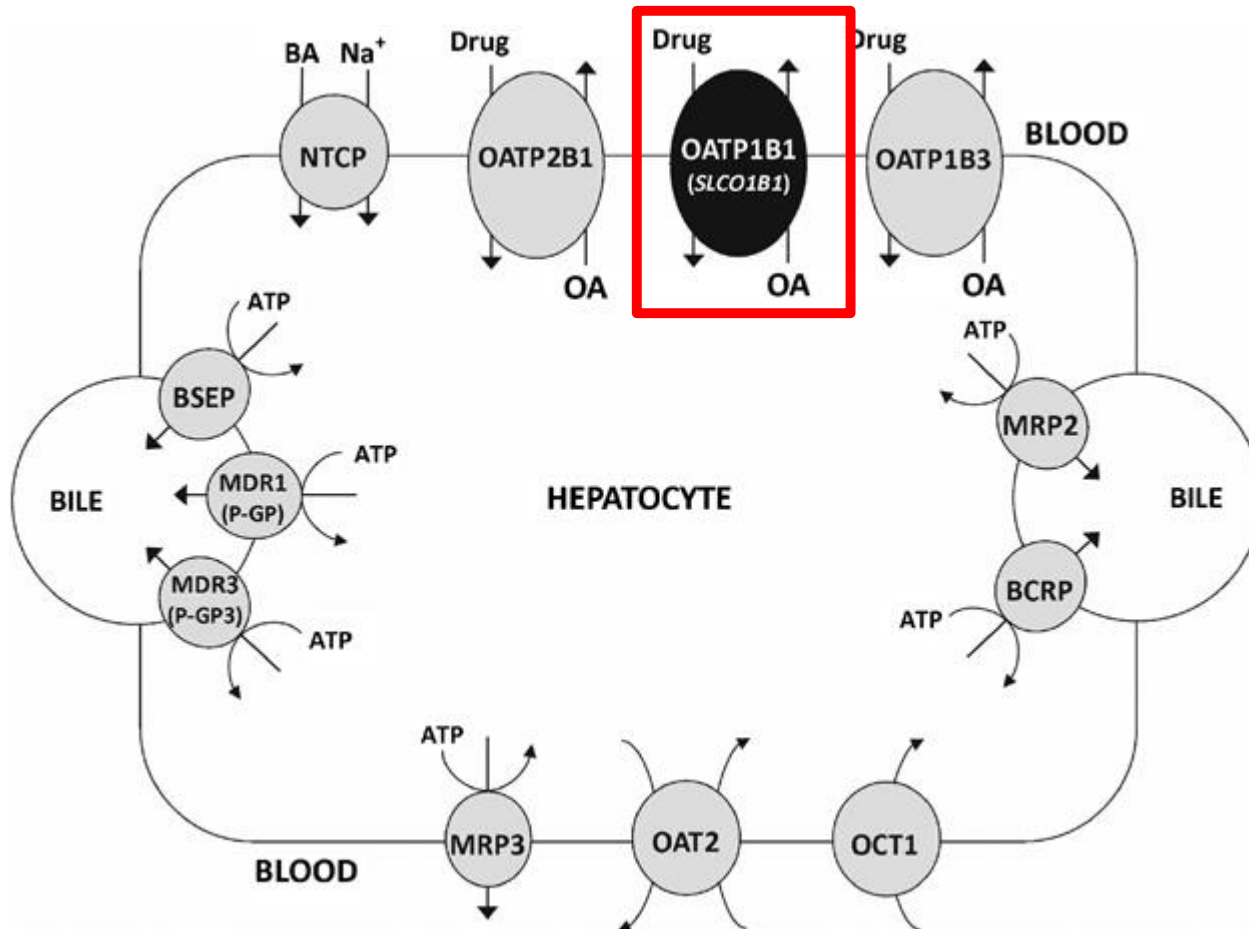 BA Na+
Drug
Drug
Drug
BLOOD
NTCP
OATP2B1
OATP1B1
(SLCO1B1)
OATP1B3
OA
OA
OA
ATP
BSEP
ATP
MRP2
MDR1
(P-GP)
ATP
BILE
HEPATOCYTE
BILE
MDR3
(P-GP3)
ATP
BCRP
ATP
ATP
MRP3
OAT2
OCT1
BLOOD